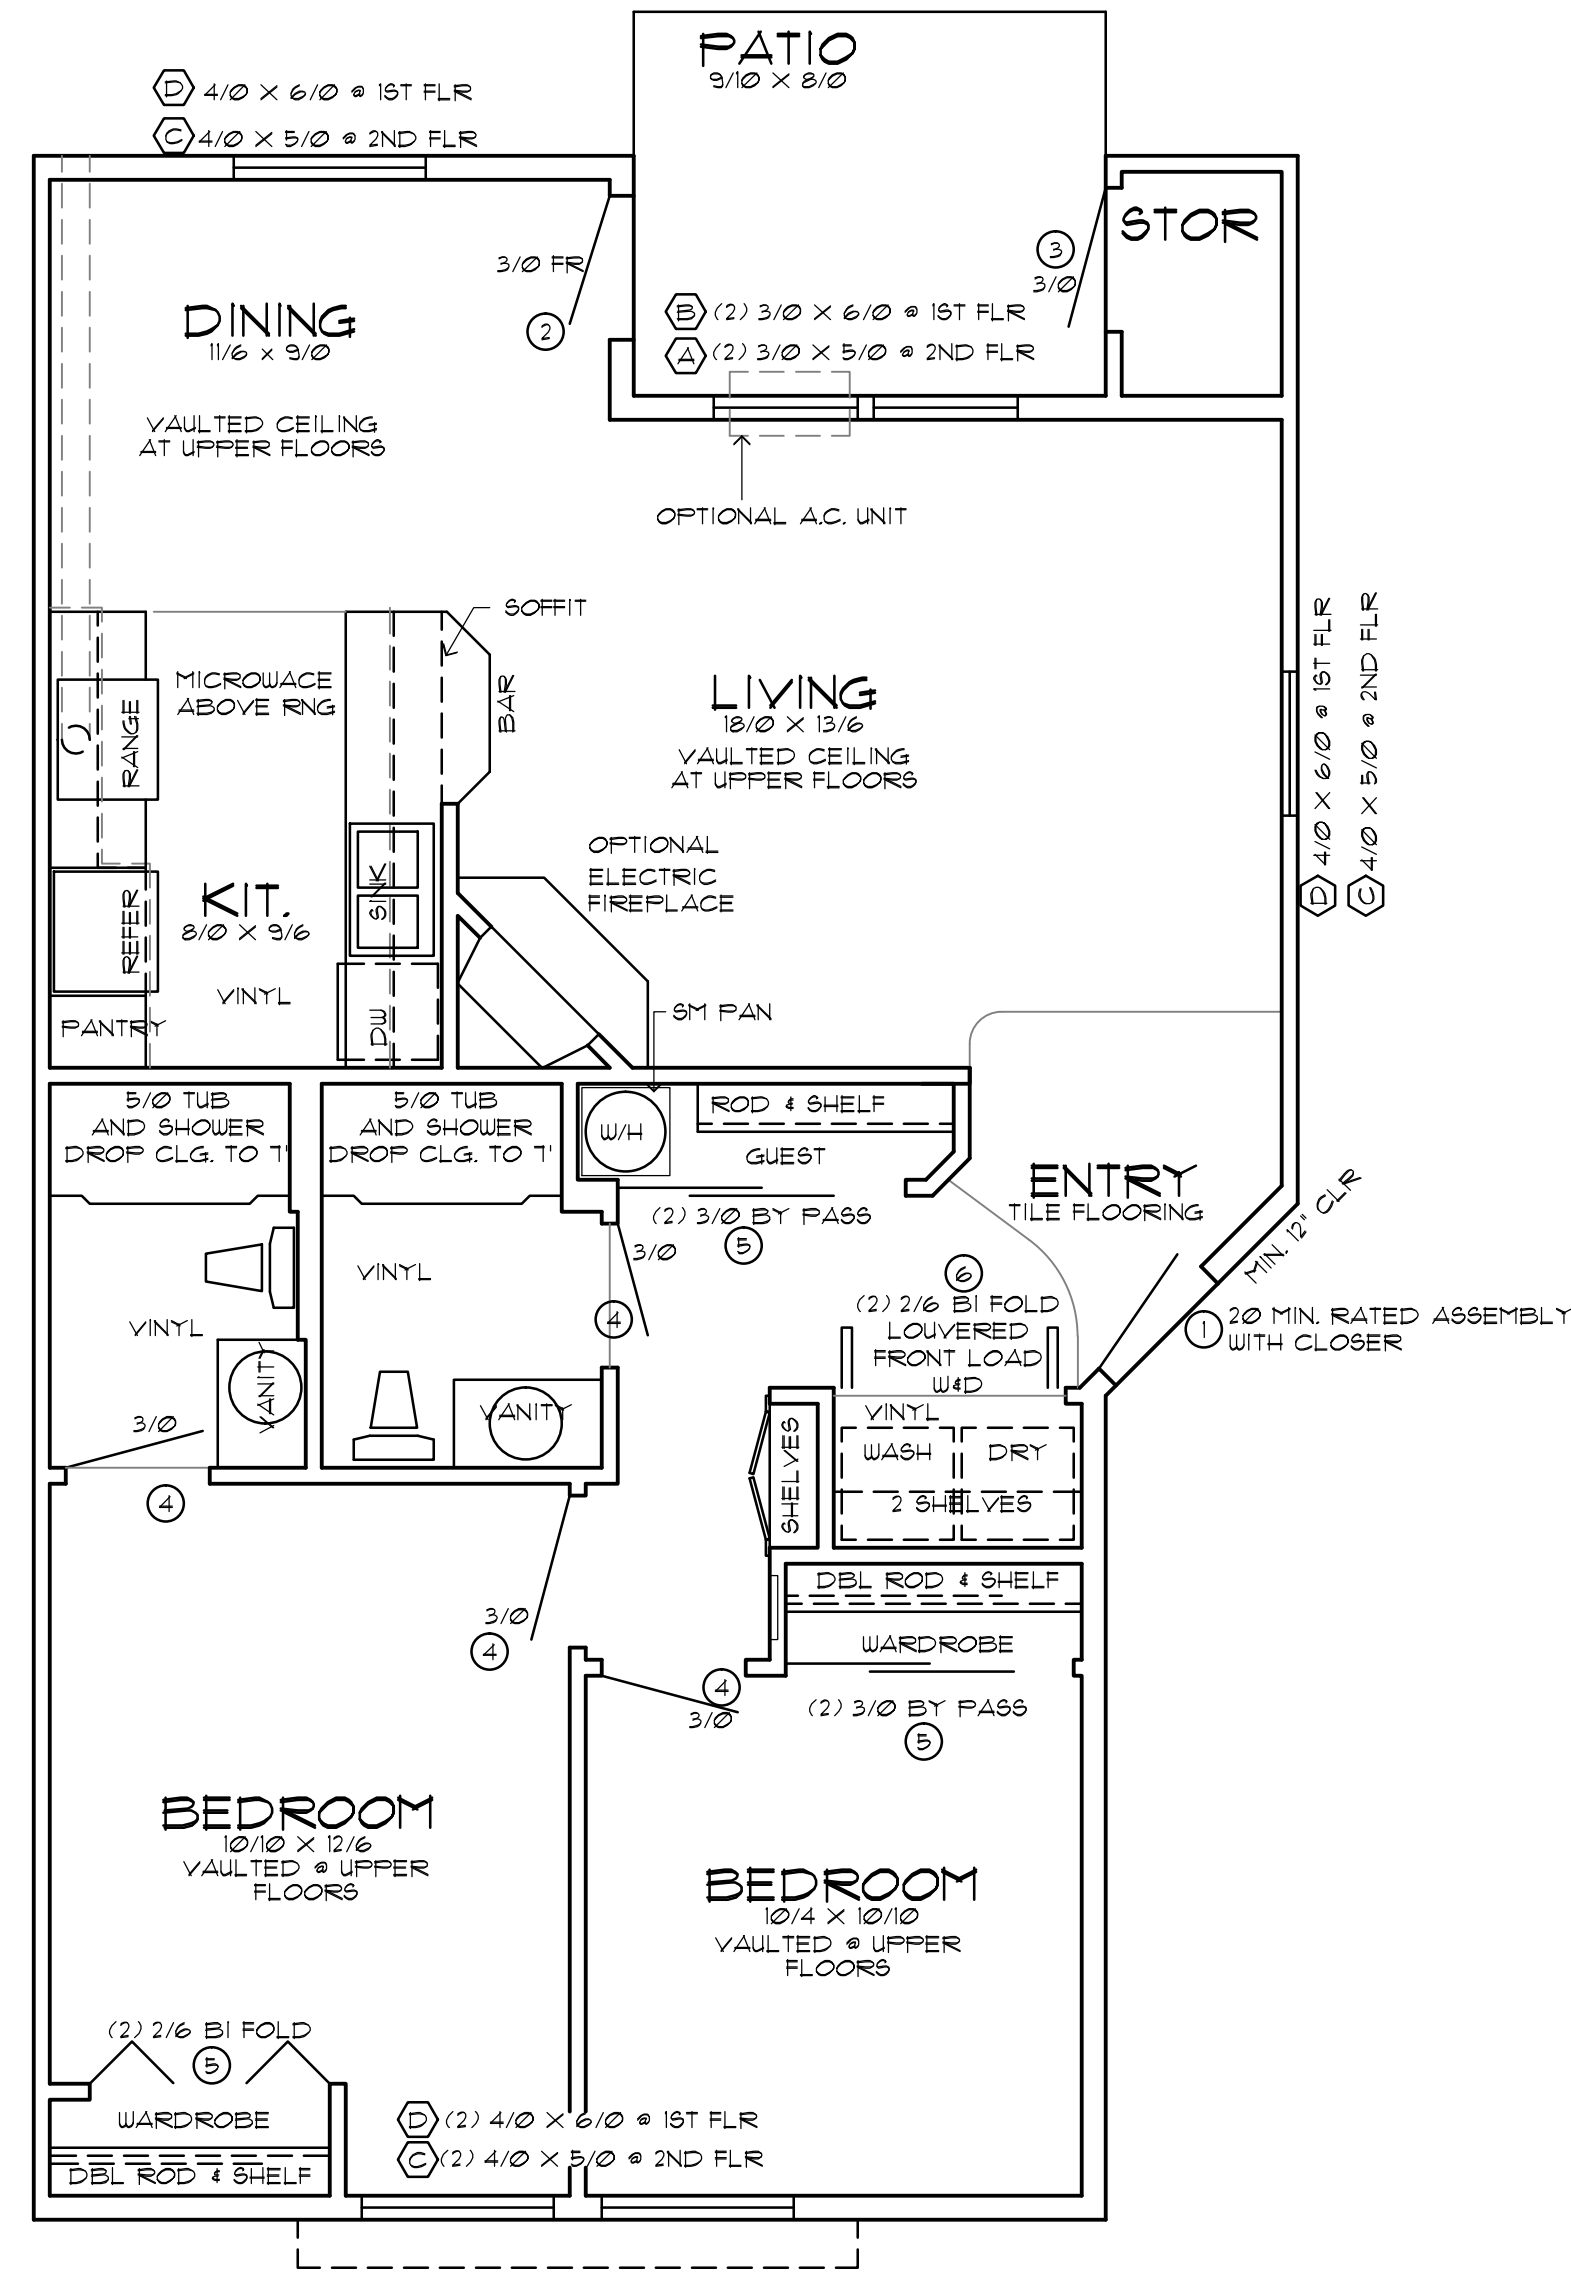 PATIO
9/10 X 8/0
D 4/0 X 6/0 @ 1ST FLR
C 4/0 X 5/0 @ 2ND FLR
STOR
3
3/0
3/0 FR
2
B (2) 3/0 X 6/0 @ 1ST FLR
A (2) 3/0 X 5/0 @ 2ND FLR
DINING
11/6 x 9/0
VAULTED CEILING
AT UPPER FLOORS
OPTIONAL A.C. UNIT
SOFFIT
MICROWACE
ABOVE RNG
RANGE
BAR
LIVING
18/0 X 13/6
VAULTED CEILING
AT UPPER FLOORS
D 4/0 X 6/0 @ 1ST FLR
C 4/0 X 5/0 @ 2ND FLR
OPTIONAL
ELECTRIC
FIREPLACE
KIT.
8/0 X 9/6
SINK
REFER
VINYL
PANTRY
DW
SM PAN
5/0 TUB
AND SHOWER
DROP CLG. TO 7'
5/0 TUB
AND SHOWER
DROP CLG. TO 7'
W/H
ROD & SHELF
GUEST
(2) 3/0 BY PASS
5
ENTRY
TILE FLOORING
MIN. 12" CLR
3/0
VINYL
VINYL
4
6
(2) 2/6 BI FOLD
LOUVERED
FRONT LOAD
W&D
1
20 MIN. RATED ASSEMBLY
WITH CLOSER
VANITY
VANITY
3/0
4
SHELVES
VINYL
WASH
DRY
2 SHELVES
DBL ROD & SHELF
WARDROBE
3/0
4
4
3/0
(2) 3/0 BY PASS
5
BEDROOM
10/10 X 12/6
VAULTED @ UPPER
FLOORS
BEDROOM
10/4 X 10/10
VAULTED @ UPPER
FLOORS
(2) 2/6 BI FOLD
5
WARDROBE
DBL ROD & SHELF
D (2) 4/0 X 6/0 @ 1ST FLR
C (2) 4/0 X 5/0 @ 2ND FLR